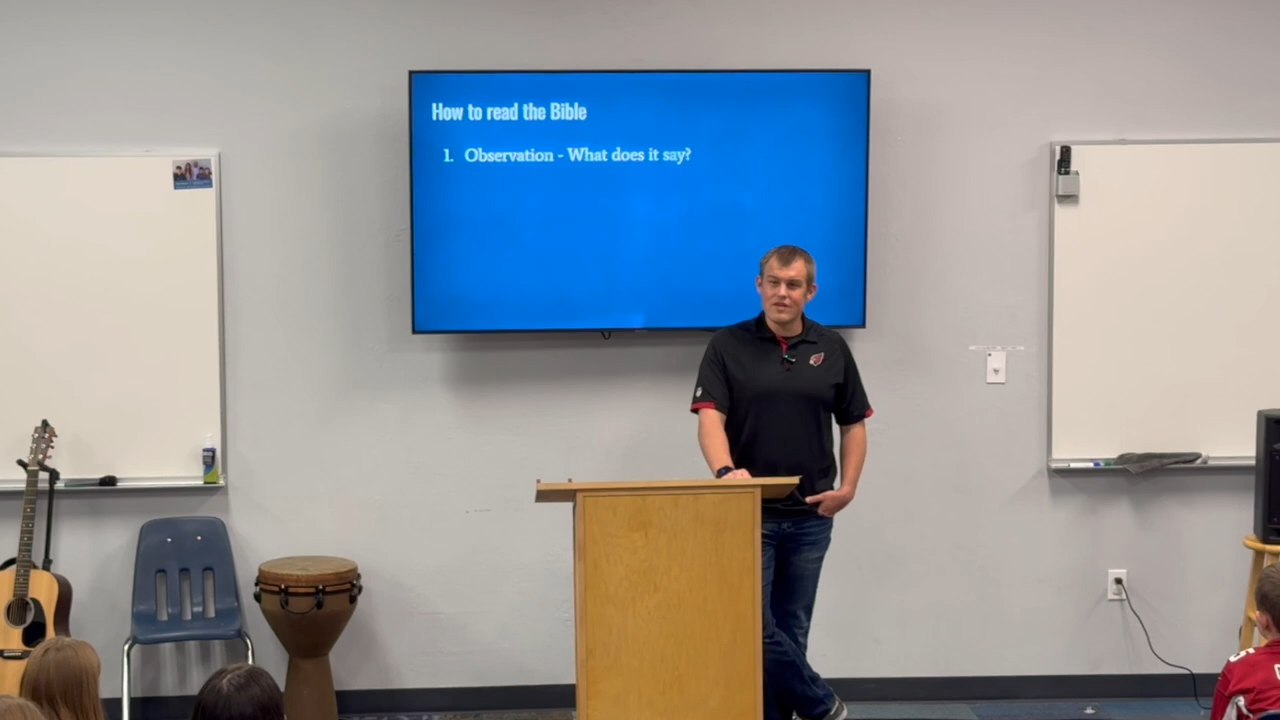 How to read the Bible
1. Observation - What does it say?